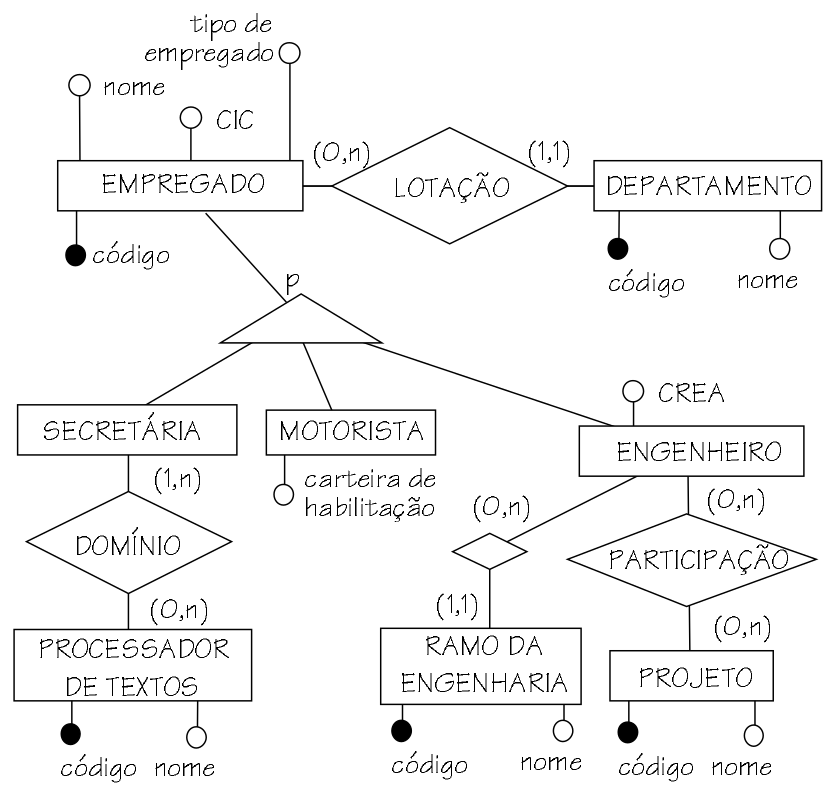 tipo de
empregado
nome
CIC
(0,n)
(1,1)
EMPREGADO
LOTAÇÃO
DEPARTAMENTO
código
código
nome
p
SECRETÁRIA
MOTORISTA
CREA
ENGENHEIRO
(1,n)
carteira de
habilitação
(0,n)
(0,n)
DOMÍNIO
PARTICIPAÇÃO
(0,n)
(1,1)
(0,n)
PROCESSADOR
DE TEXTOS
RAMO DA
ENGENHARIA
PROJETO
código
nome
código
nome
código
nome